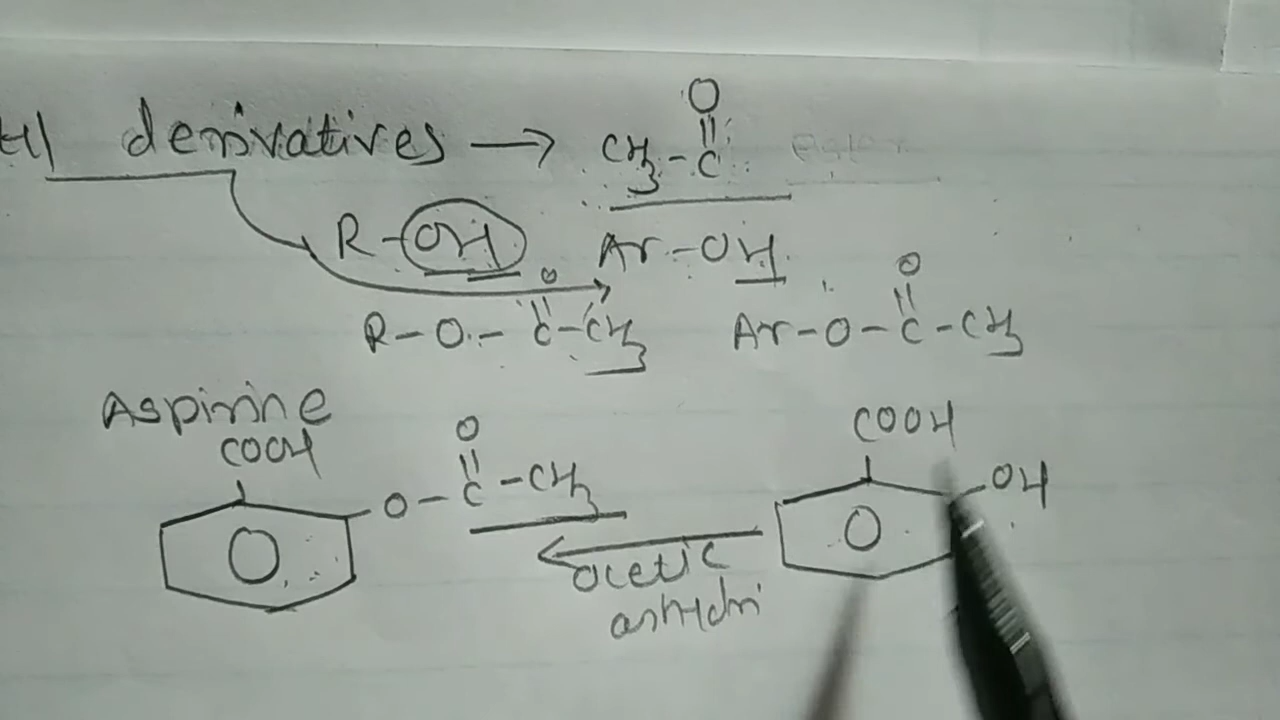 derivatives → CH3-C=O
R-OH Ar-OH
R-O-C(=O)-CH3 Ar-O-C(=O)-CH3
Aspirine
COOH O-C(=O)-CH3
COOH OH
acetic
anhydri